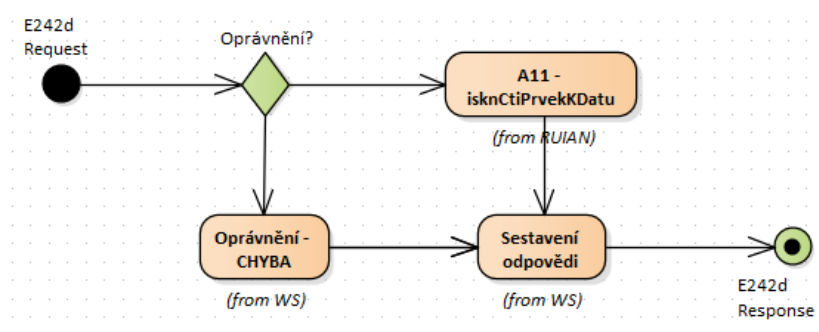 E242d
Request
Oprávnění?
A11 -
isknCtiPrvekKDatu
(from RUIAN)
Oprávnění -
CHYBA
(from WS)
Sestavení
odpovědi
(from WS)
E242d
Response